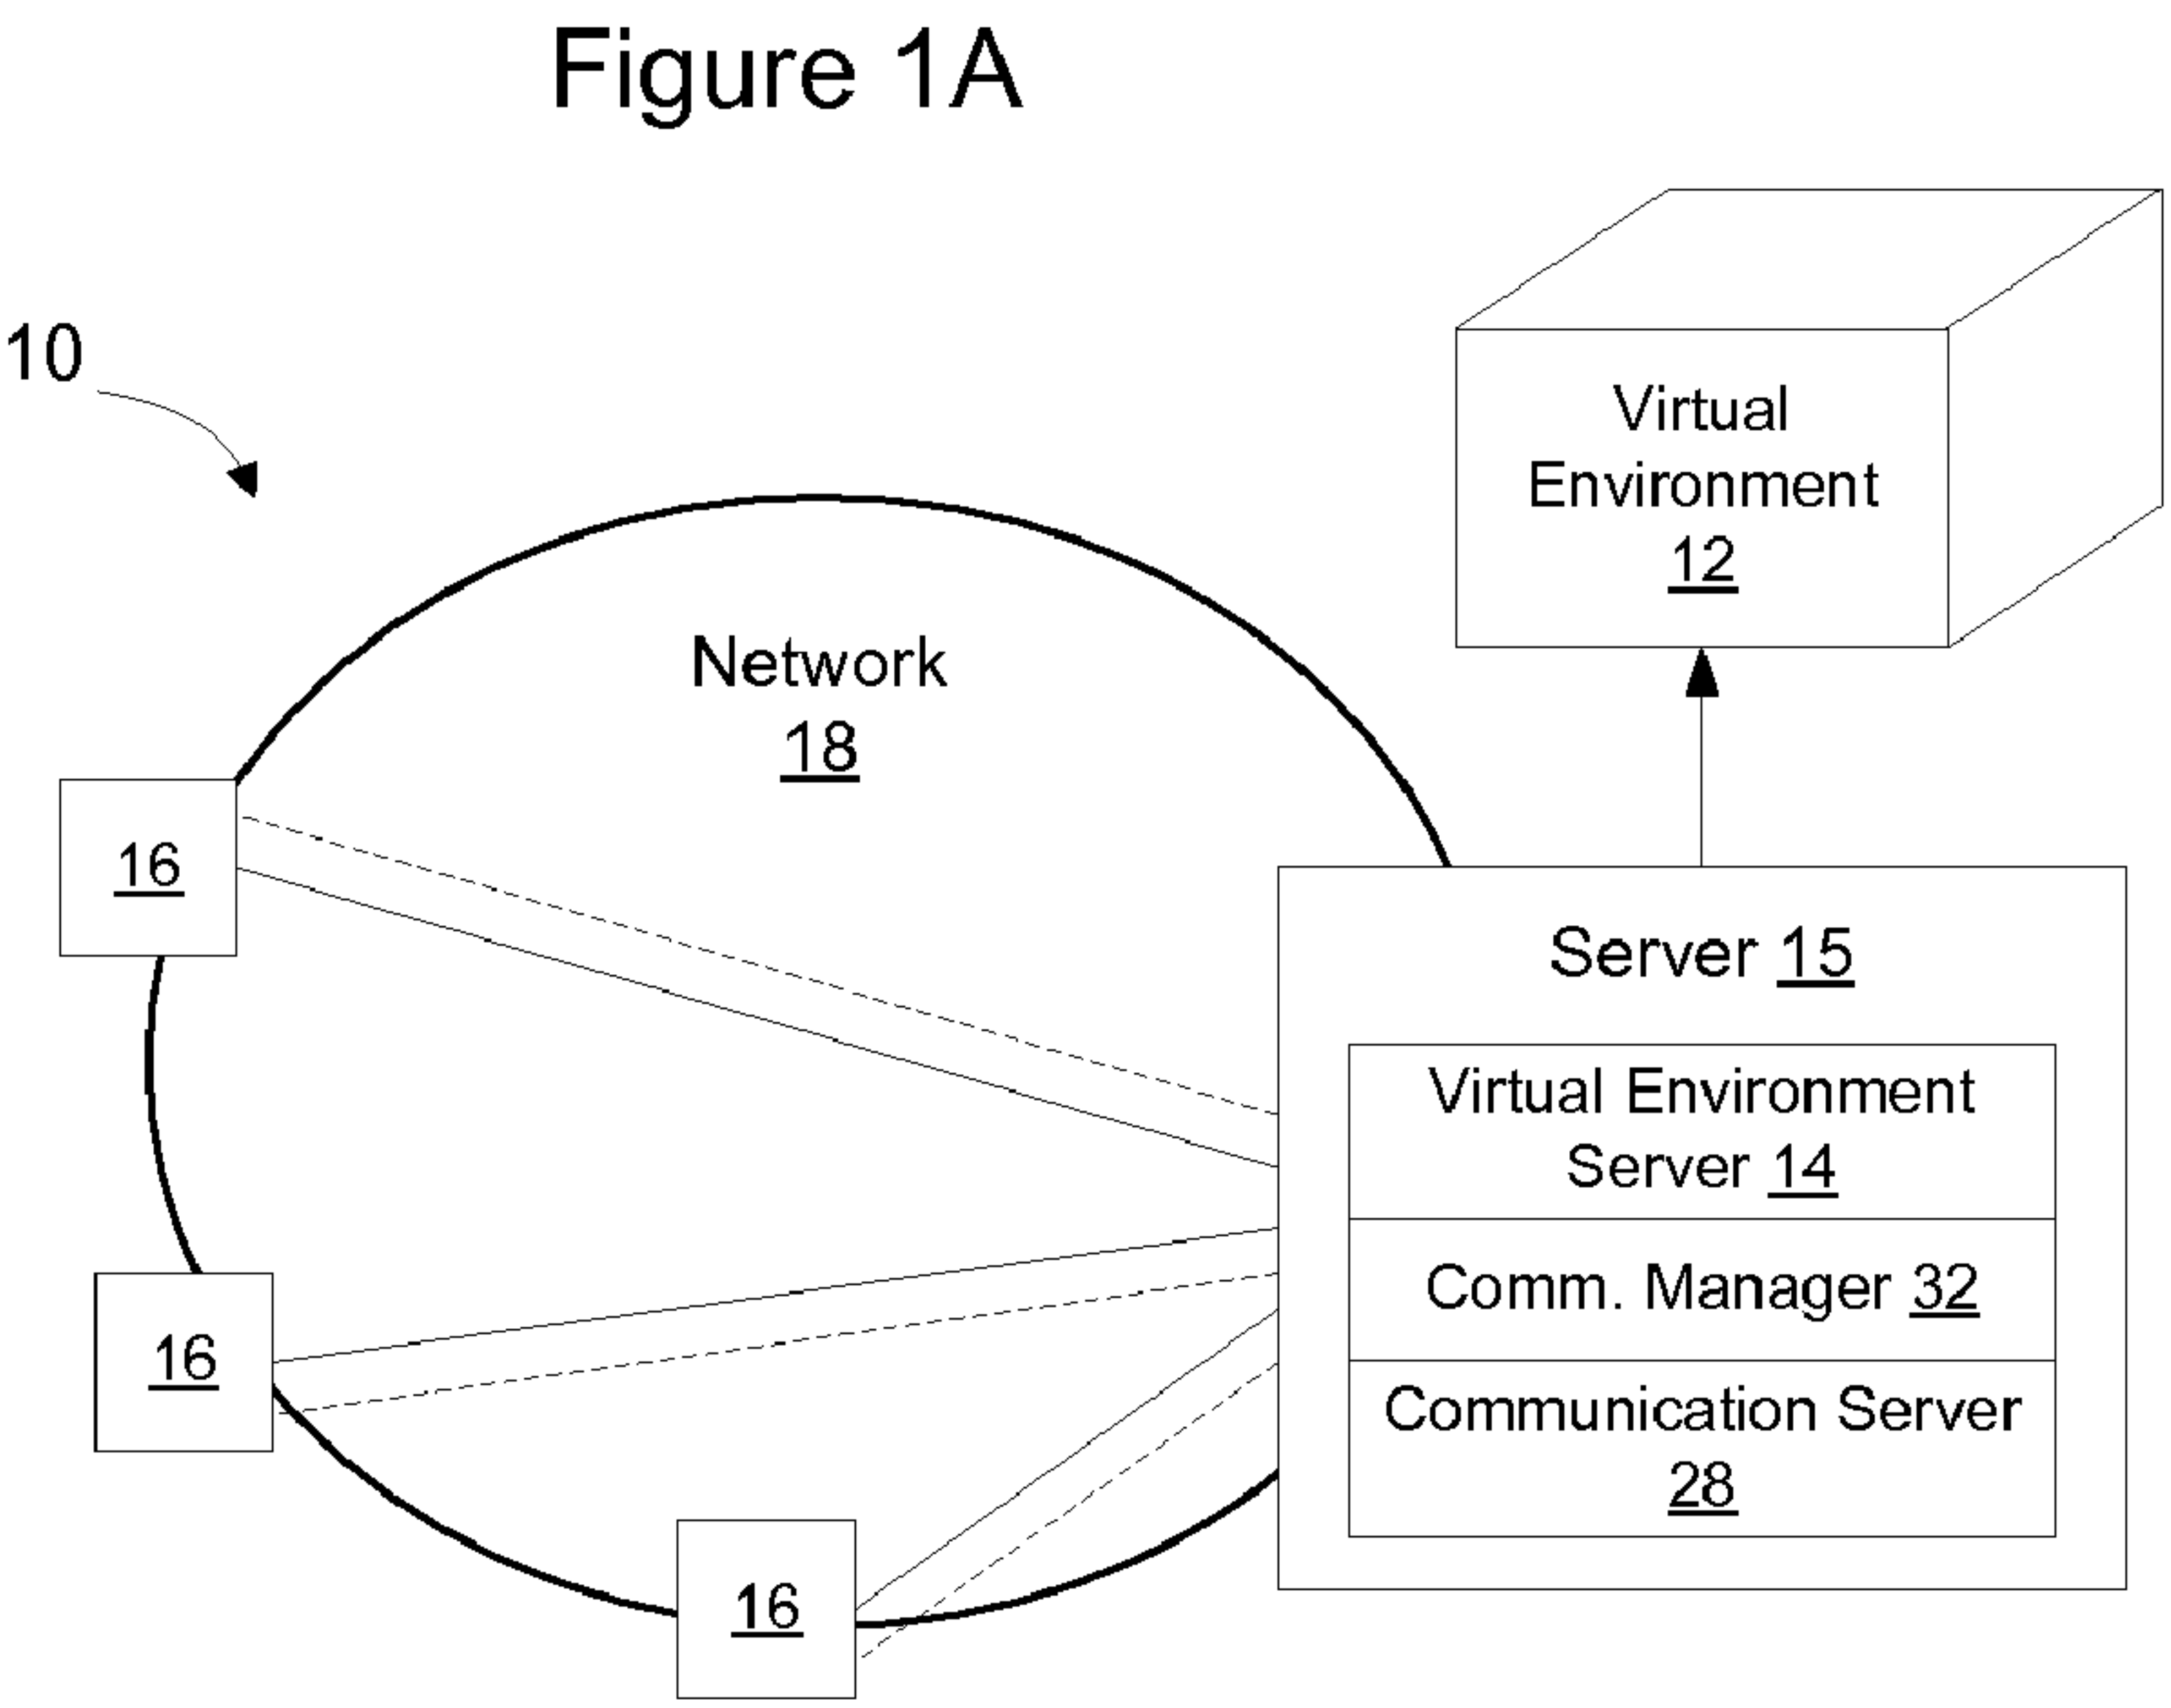 Figure 1A
10
Virtual
Environment
12
Network
18
16
Server 15
Virtual Environment
Server 14
Comm. Manager 32
Communication Server
28
16
16